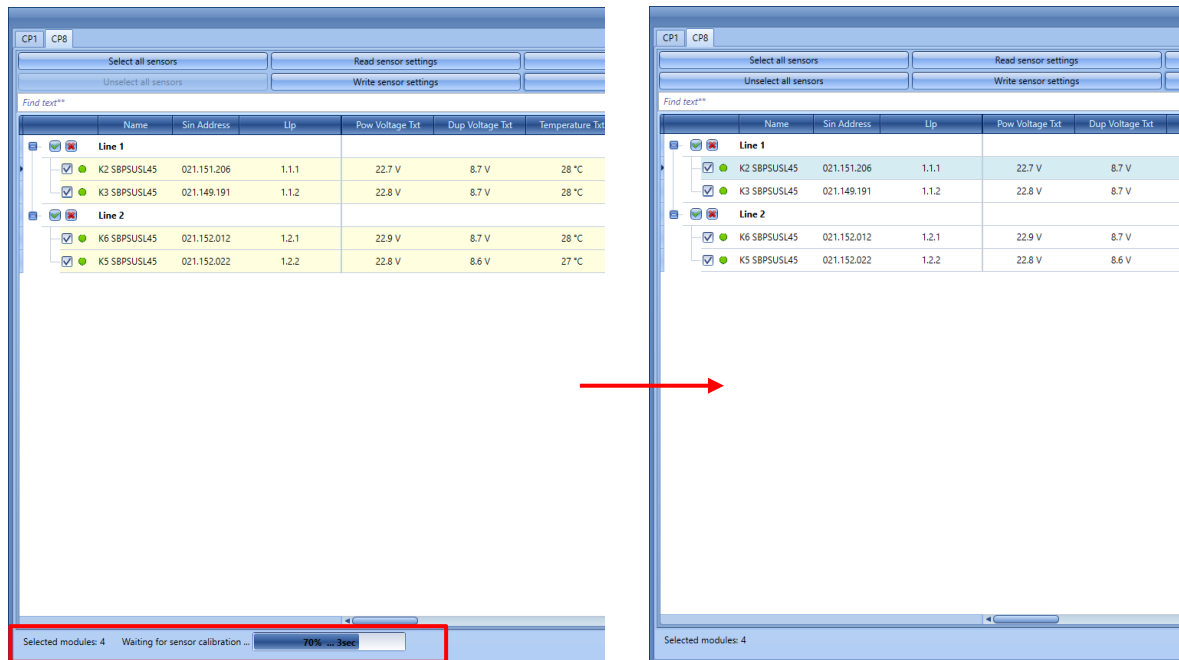 CP1 CP8
Select all sensors Read sensor settings
Unselect all sensors Write sensor settings
Find text**
Name Sin Address Llp Pow Voltage Txt Dup Voltage Txt Temperature Txt
Line 1
K2 SBPSUSL45 021.151.206 1.1.1 22.7 V 8.7 V 28 °C
K3 SBPSUSL45 021.149.191 1.1.2 22.8 V 8.7 V 28 °C
Line 2
K6 SBPSUSL45 021.152.012 1.2.1 22.9 V 8.7 V 28 °C
K5 SBPSUSL45 021.152.022 1.2.2 22.8 V 8.6 V 27 °C
Selected modules: 4 Waiting for sensor calibration ... 70% ... 3sec
CP1 CP8
Select all sensors Read sensor settings
Unselect all sensors Write sensor settings
Find text**
Name Sin Address Llp Pow Voltage Txt Dup Voltage Txt
Line 1
K2 SBPSUSL45 021.151.206 1.1.1 22.7 V 8.7 V
K3 SBPSUSL45 021.149.191 1.1.2 22.8 V 8.7 V
Line 2
K6 SBPSUSL45 021.152.012 1.2.1 22.9 V 8.7 V
K5 SBPSUSL45 021.152.022 1.2.2 22.8 V 8.6 V
Selected modules: 4